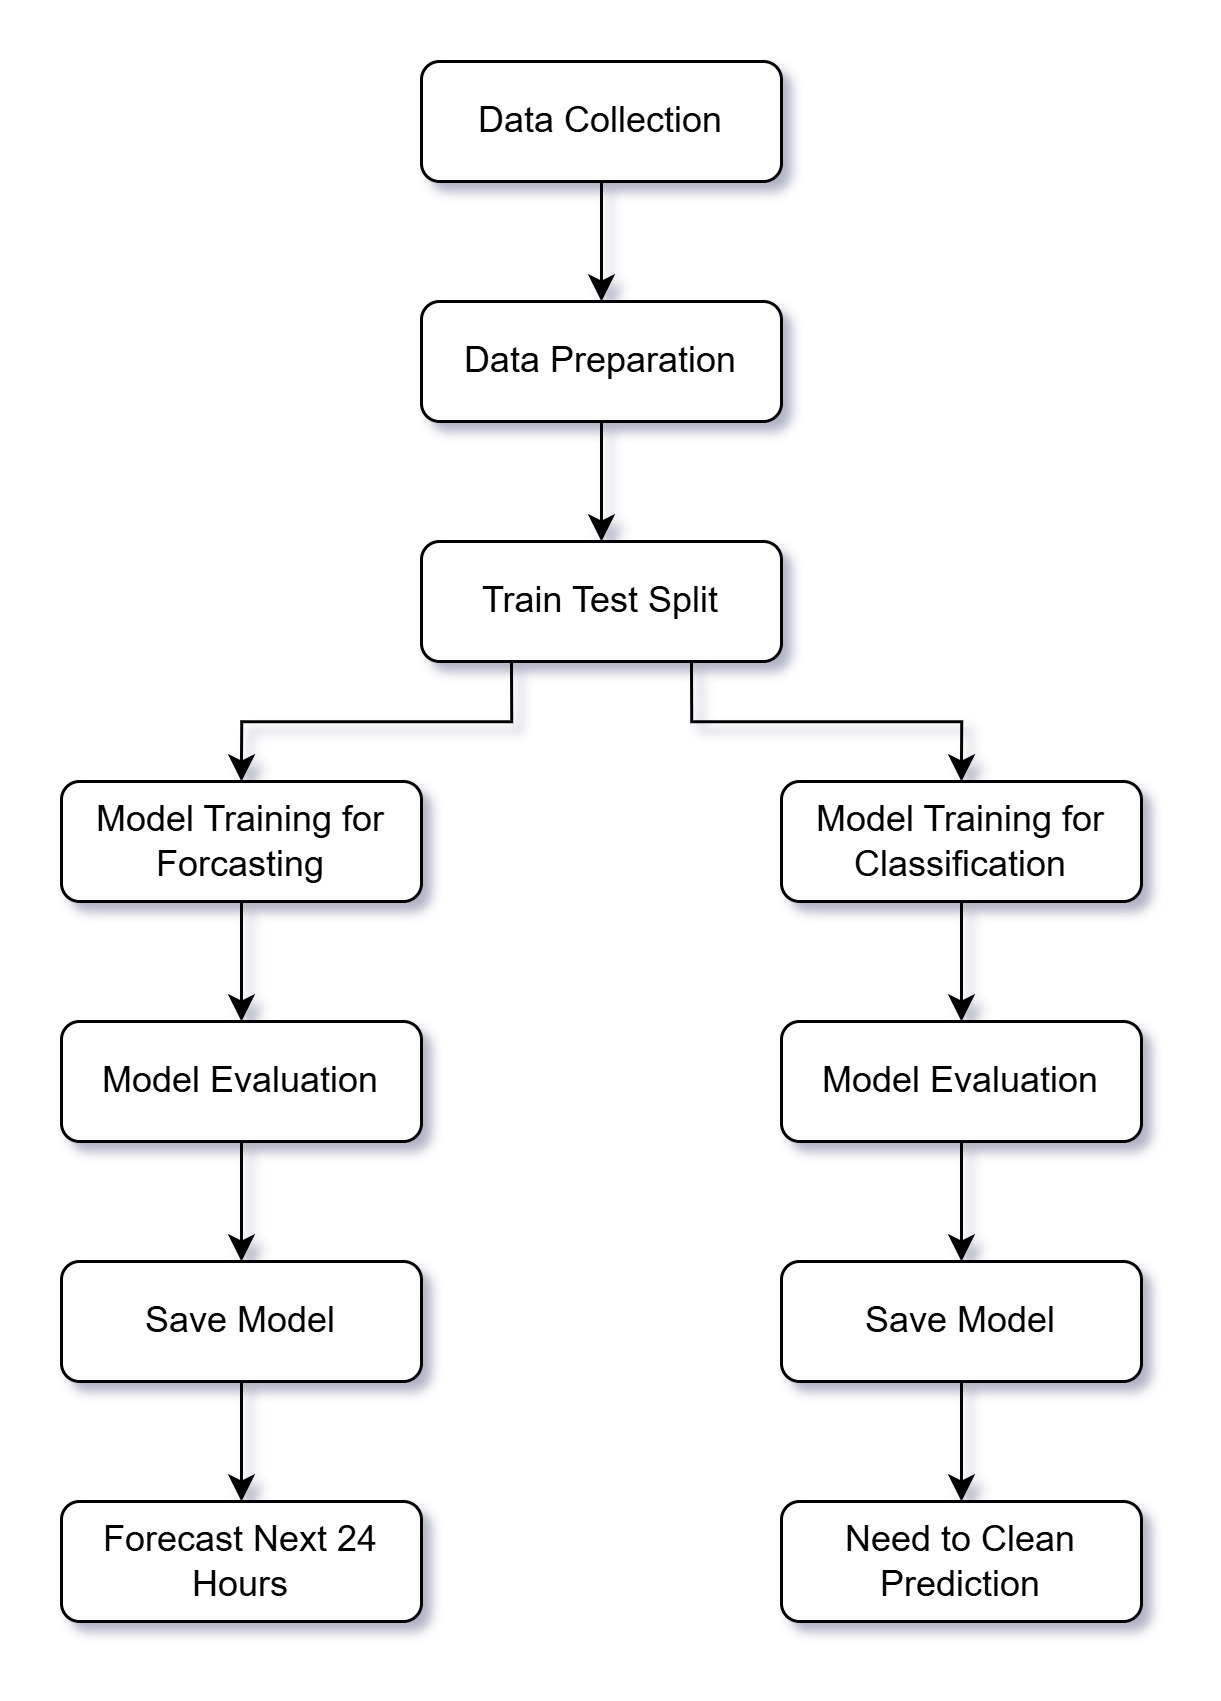 Data Collection
Data Preparation
Train Test Split
Model Training for
Forcasting
Model Training for
Classification
Model Evaluation
Model Evaluation
Save Model
Save Model
Forecast Next 24
Hours
Need to Clean
Prediction